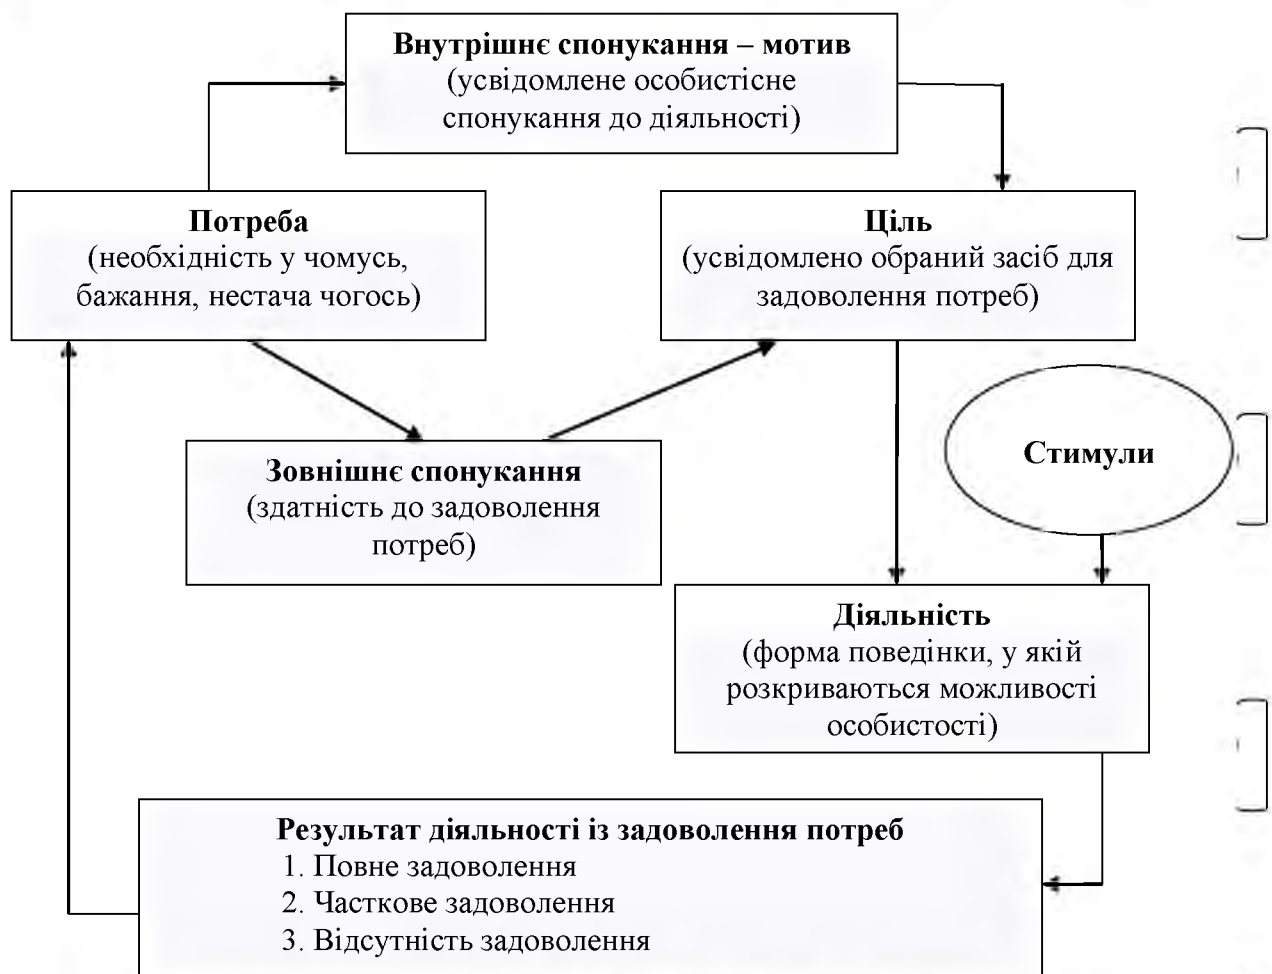 Внутрішнє спонукання – мотив
(усвідомлене особистісне
спонукання до діяльності)
Потреба
(необхідність у чомусь,
бажання, нестача чогось)
Ціль
(усвідомлено обраний засіб для
задоволення потреб)
Зовнішнє спонукання
(здатність до задоволення
потреб)
Стимули
Діяльність
(форма поведінки, у якій
розкриваються можливості
особистості)
Результат діяльності із задоволення потреб
1. Повне задоволення
2. Часткове задоволення
3. Відсутність задоволення